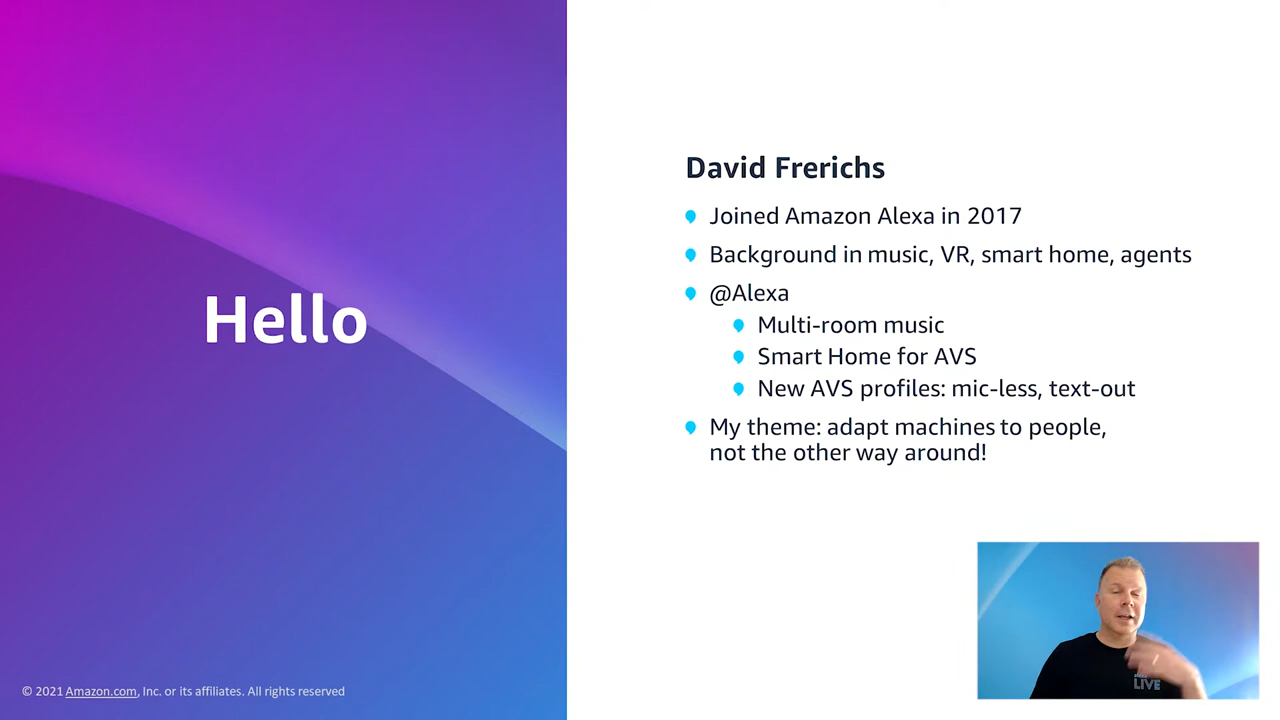 Hello
© 2021 Amazon.com, Inc. or its affiliates. All rights reserved
David Frerichs
Joined Amazon Alexa in 2017
Background in music, VR, smart home, agents
@Alexa
Multi-room music
Smart Home for AVS
New AVS profiles: mic-less, text-out
My theme: adapt machines to people,
not the other way around!
LIVE